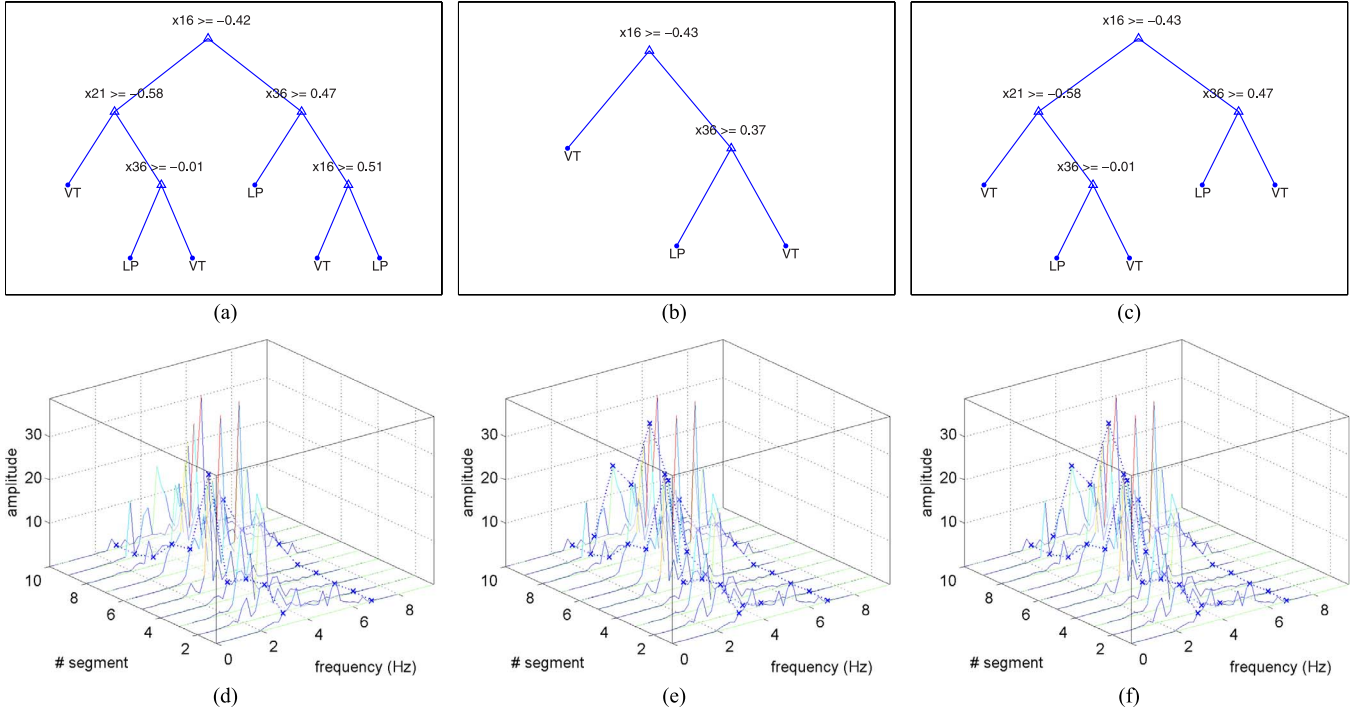 x16 >= −0.42
x21 >= −0.58
x36 >= 0.47
VT
x36 >= −0.01
LP
x16 >= 0.51
LP
VT
VT
LP
(a)
x16 >= −0.43
VT
x36 >= 0.37
LP
VT
(b)
x16 >= −0.43
x21 >= −0.58
x36 >= 0.47
VT
x36 >= −0.01
LP
VT
LP
VT
(c)
amplitude
30
20
10
10
8
6
4
2
# segment
0
2
4
6
8
frequency (Hz)
(d)
amplitude
30
20
10
10
8
6
4
2
# segment
0
2
4
6
8
frequency (Hz)
(e)
amplitude
30
20
10
10
8
6
4
2
# segment
0
2
4
6
8
frequency (Hz)
(f)